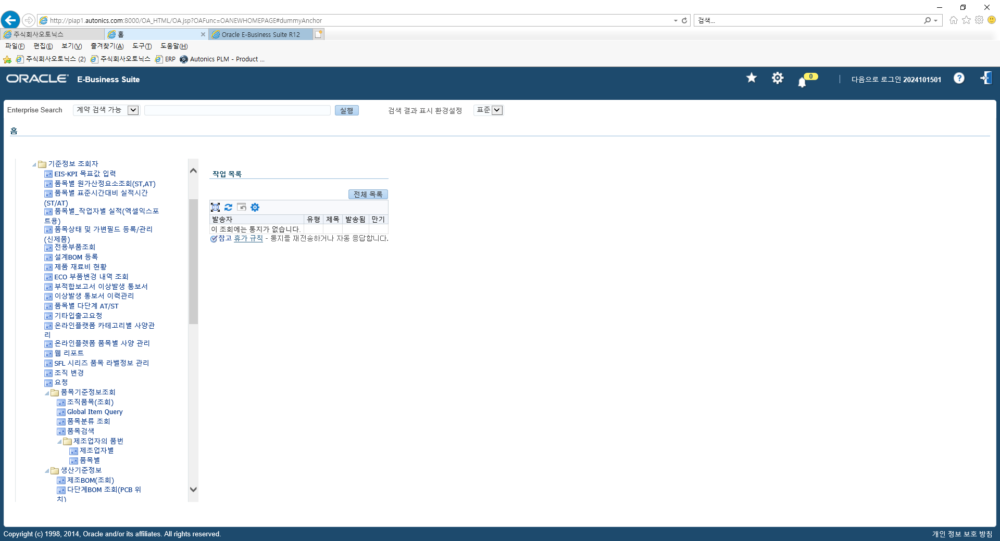 http://piap1.autonics.com:8000/OA_HTML/OA.jsp?OAFunc=OANEWHOMEPAGE#dummyAnchor
검색...
주식회사오토닉스
홈
Oracle E-Business Suite R12
파일(F) 편집(E) 보기(V) 즐겨찾기(A) 도구(T) 도움말(H)
주식회사오토닉스 (2) 주식회사오토닉스 ERP Autonics PLM - Product ...
ORACLE E-Business Suite
0
다음으로 로그인 2024101501
Enterprise Search 계약 검색 가능 실행 검색 결과 표시 환경설정 표준
홈
기준정보 조회자
EIS-KPI 목표값 입력
품목별 원가산정요소조회(ST,AT)
품목별 표준시간대비 실적시간
(ST/AT)
품목별_작업자별 실적(엑셀익스포
트용)
품목상태 및 가변필드 등록/관리
(신제품)
전용부품조회
설계BOM 등록
제품 재료비 현황
ECO 부품변경 내역 조회
부적합보고서 이상발생 통보서
이상발생 통보서 이력관리
품목별 다단계 AT/ST
기타입출고요청
온라인플랫폼 카테고리별 사양관
리
온라인플렛폼 품목별 사양 관리
웹 리포트
SFL 시리즈 품목 라벨정보 관리
조직 변경
요청
품목기준정보조회
조직품목(조회)
Global Item Query
품목분류 조회
품목검색
제조업자의 품번
제조업자별
품목별
생산기준정보
제조BOM(조회)
다단계BOM 조회(PCB 위
치)
작업 목록
전체 목록
발송자 유형 제목 발송됨 만기
이 조회에는 통지가 없습니다.
참고 휴가 규칙 - 통지를 재전송하거나 자동 응답합니다.
Copyright (c) 1998, 2014, Oracle and/or its affiliates. All rights reserved.
개인 정보 보호 방침